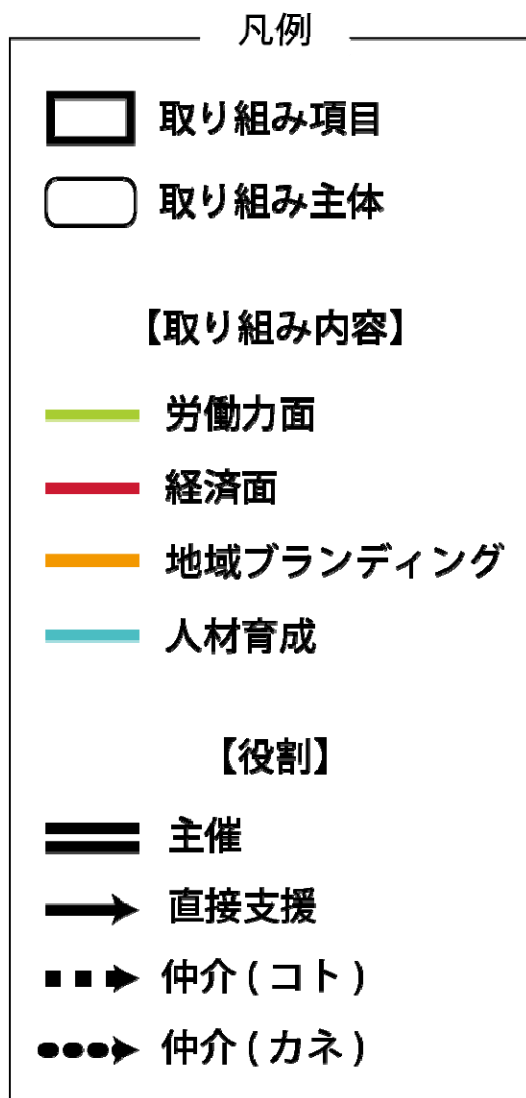 凡例
取り組み項目
取り組み主体
【取り組み内容】
労働力面
経済面
地域ブランディング
人材育成
【役割】
主催
直接支援
仲介(コト)
仲介(カネ)